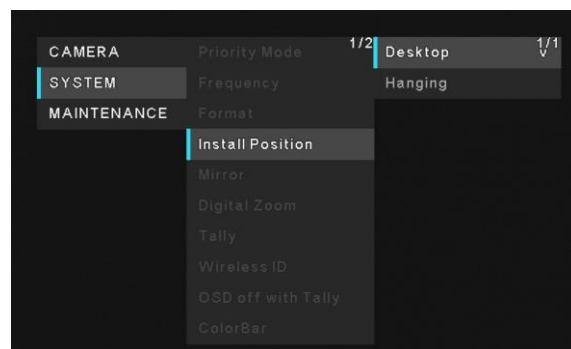 CAMERA
SYSTEM
MAINTENANCE
1/2
Priority Mode
Frequency
Format
Install Position
Mirror
Digital Zoom
Tally
Wireless ID
OSD off with Tally
ColorBar
1/1
Desktop
v
Hanging